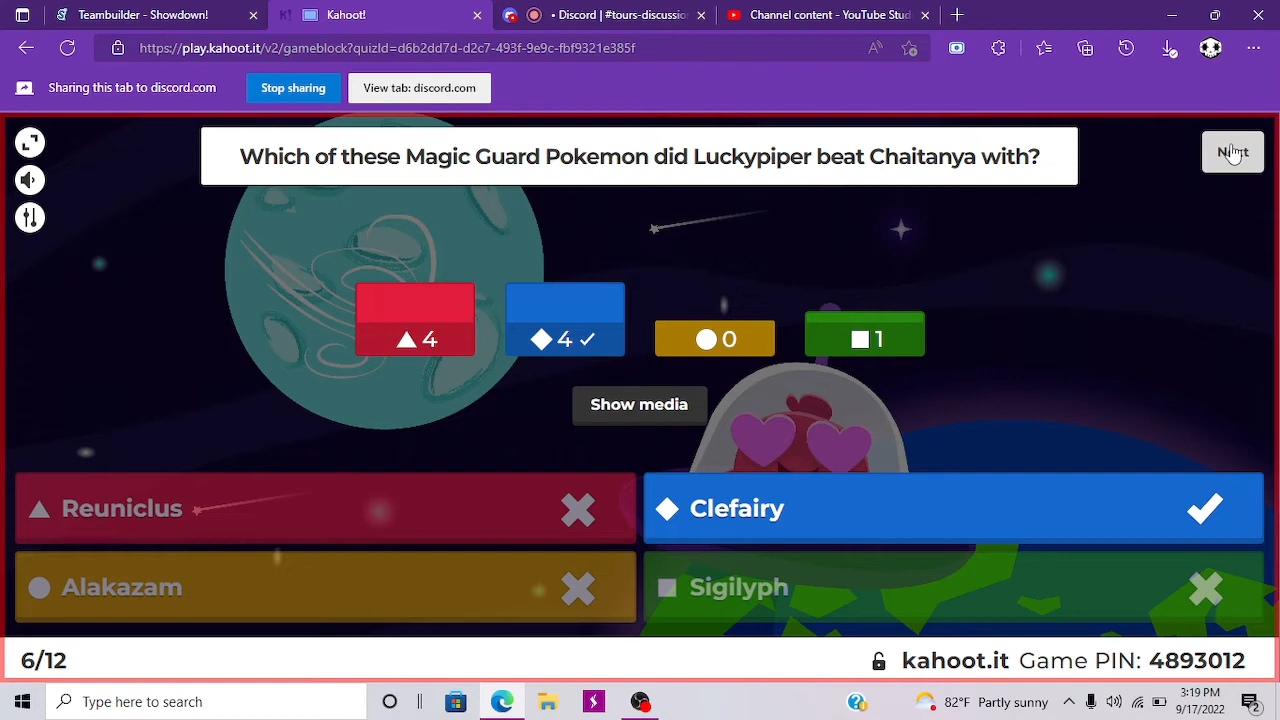 Teambuilder - Showdown!
Kahoot!
Discord | #tours-discussion
Channel content - YouTube Stud
https://play.kahoot.it/v2/gameblock?quizId=d6b2dd7d-d2c7-493f-9e9c-fbf9321e385f
Sharing this tab to discord.com
Stop sharing
View tab: discord.com
Which of these Magic Guard Pokemon did Luckypiper beat Chaitanya with?
Next
4
4
0
1
Show media
Reuniclus
Clefairy
Alakazam
Sigilyph
6/12
kahoot.it Game PIN: 4893012
Type here to search
82°F Partly sunny
3:19 PM
9/17/2022
2